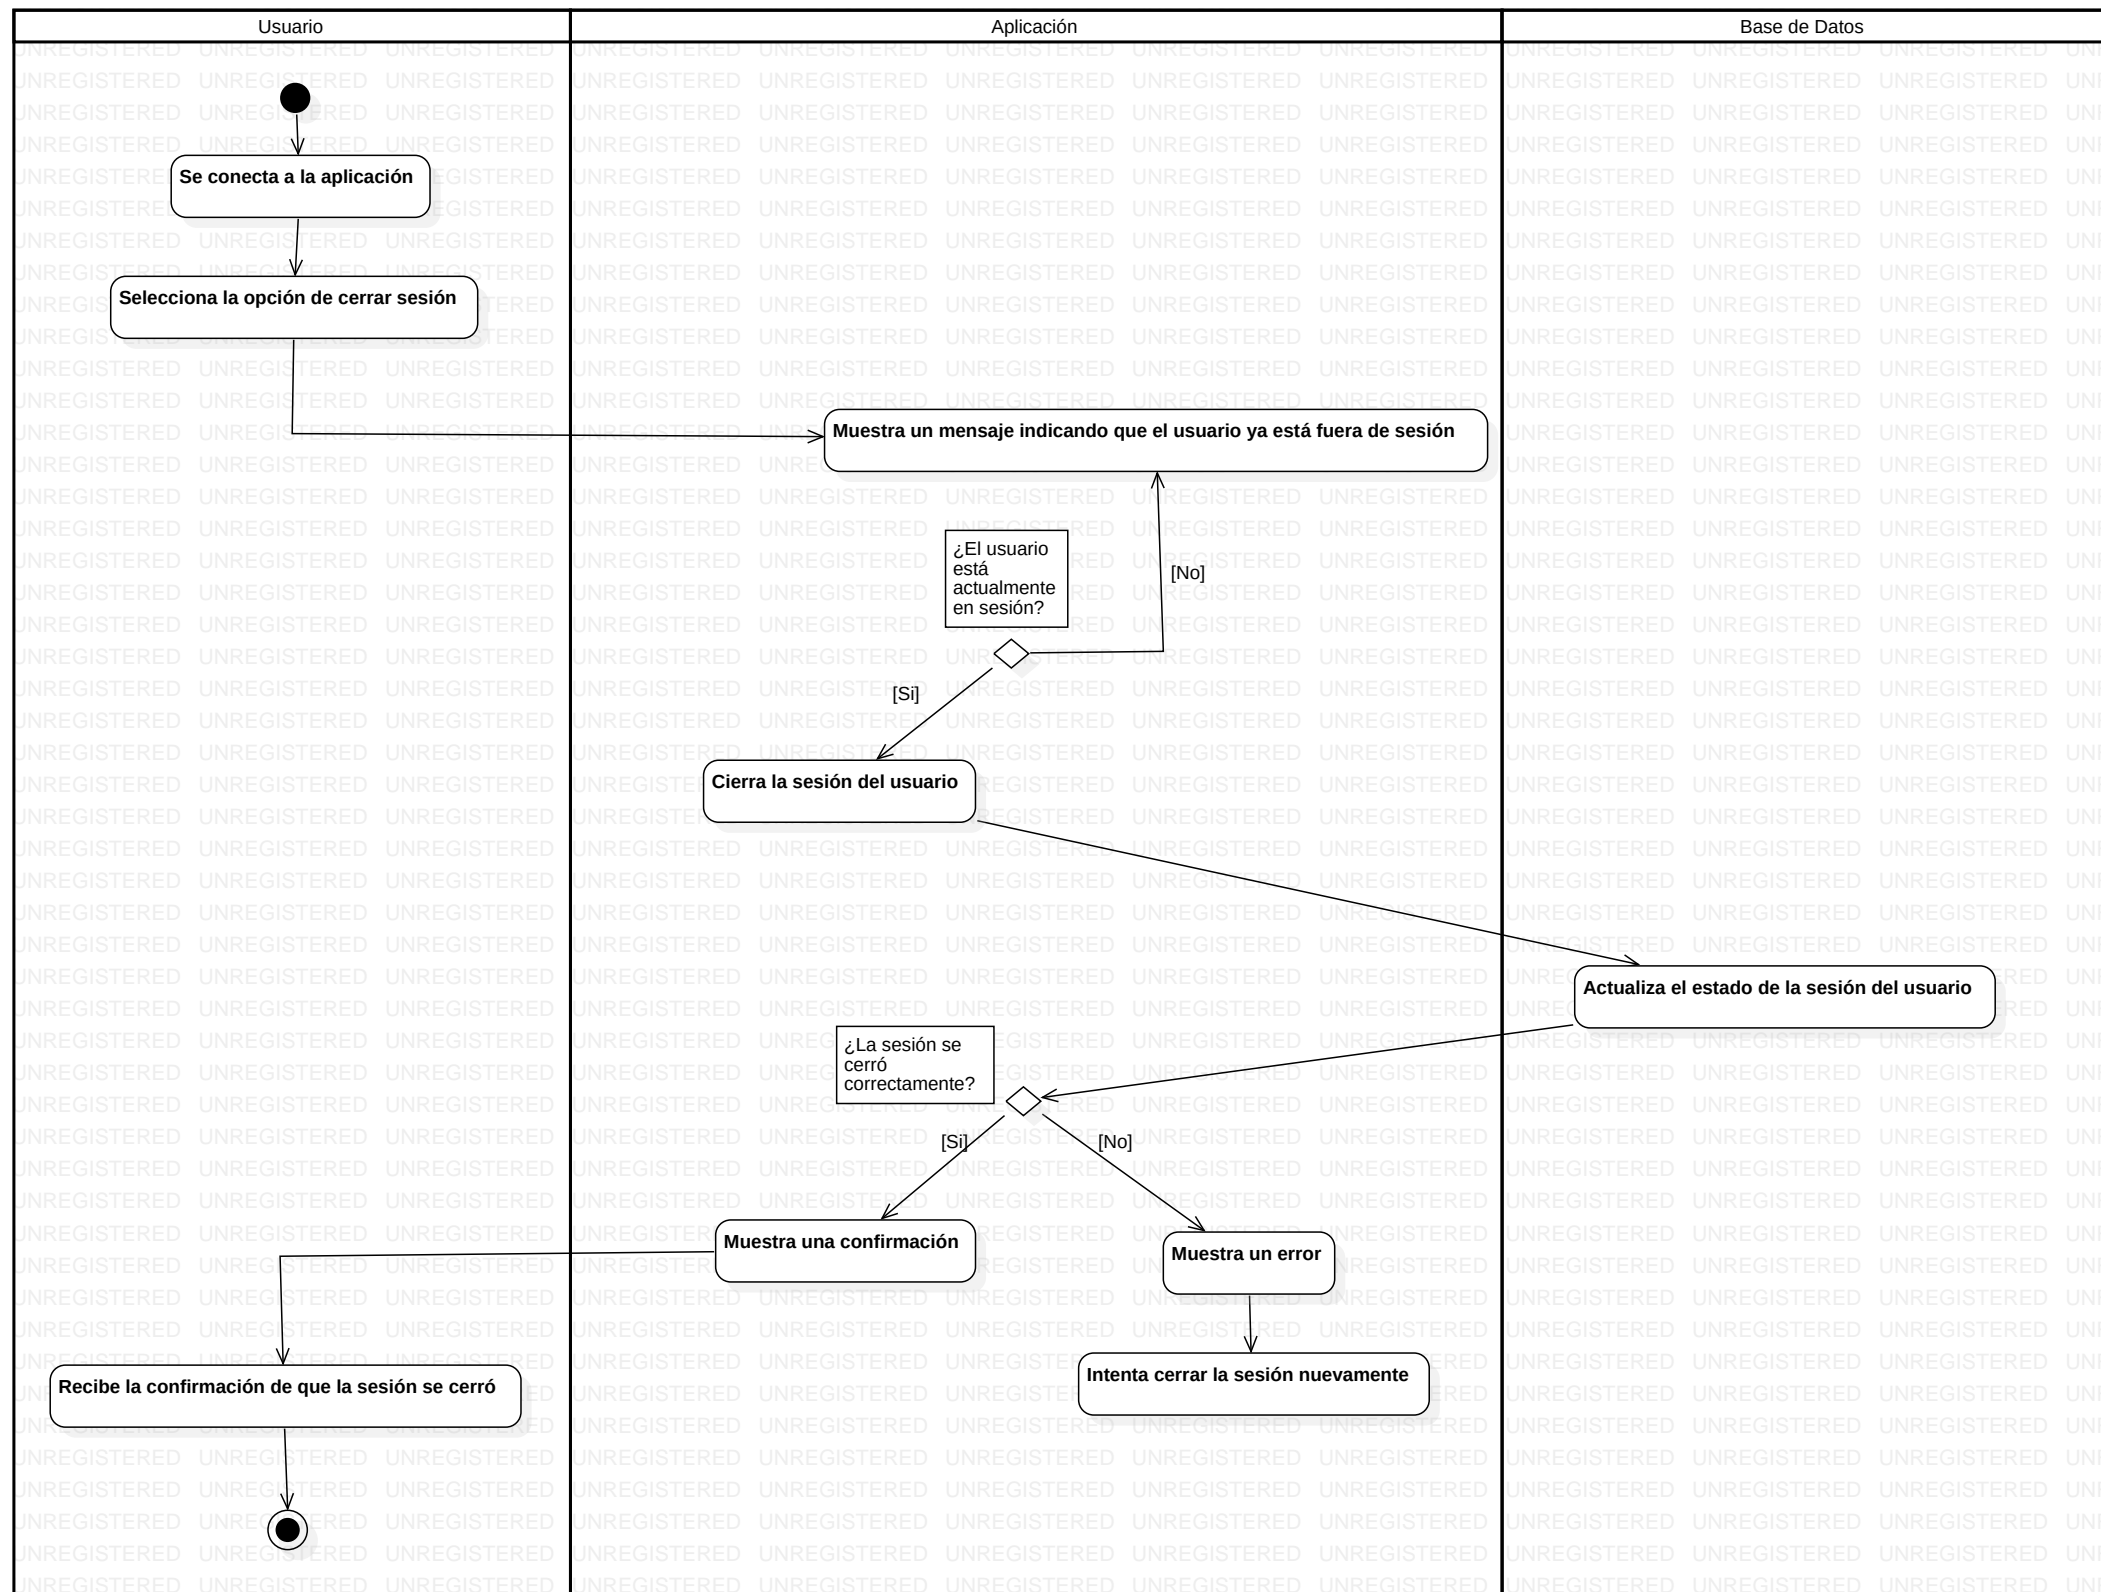 Usuario
Aplicación
Base de Datos
Se conecta a la aplicación
Selecciona la opción de cerrar sesión
Muestra un mensaje indicando que el usuario ya está fuera de sesión
¿El usuario
está
actualmente
en sesión?
[No]
[Si]
Cierra la sesión del usuario
Actualiza el estado de la sesión del usuario
¿La sesión se
cerró
correctamente?
[Si]
[No]
Muestra una confirmación
Muestra un error
Intenta cerrar la sesión nuevamente
Recibe la confirmación de que la sesión se cerró
UNREGISTERED